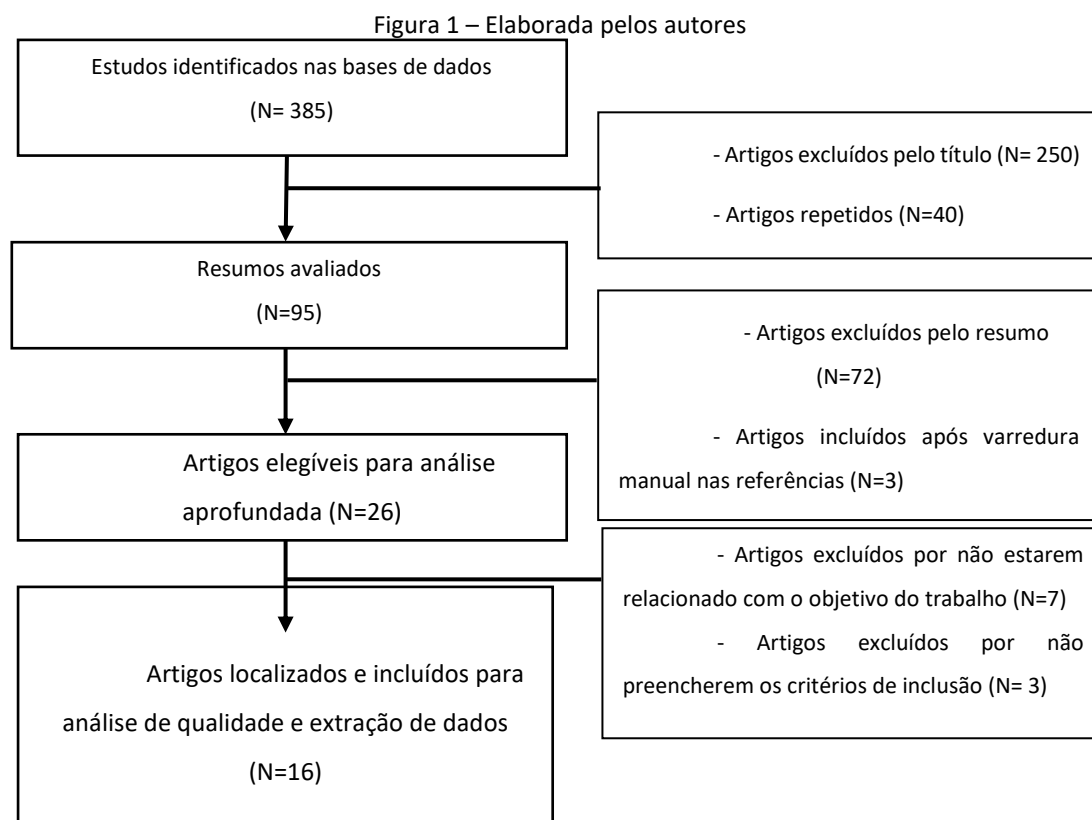 Figura 1 – Elaborada pelos autores
Estudos identificados nas bases de dados
(N= 385)
- Artigos excluídos pelo título (N= 250)
- Artigos repetidos (N=40)
Resumos avaliados
(N=95)
- Artigos excluídos pelo resumo
(N=72)
- Artigos incluídos após varredura
manual nas referências (N=3)
Artigos elegíveis para análise
aprofundada (N=26)
- Artigos excluídos por não estarem
relacionado com o objetivo do trabalho (N=7)
- Artigos excluídos por não
preencherem os critérios de inclusão (N= 3)
Artigos localizados e incluídos para
análise de qualidade e extração de dados
(N=16)